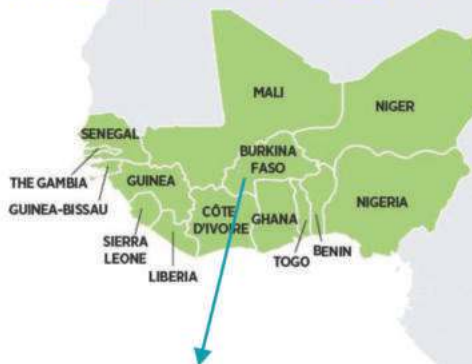 MALI
NIGER
SENEGAL
BURKINA
FASO
THE GAMBIA
GUINEA
NIGERIA
GUINEA-BISSAU
CÔTE
D'IVOIRE
GHANA
SIERRA
LEONE
TOGO
BENIN
LIBERIA